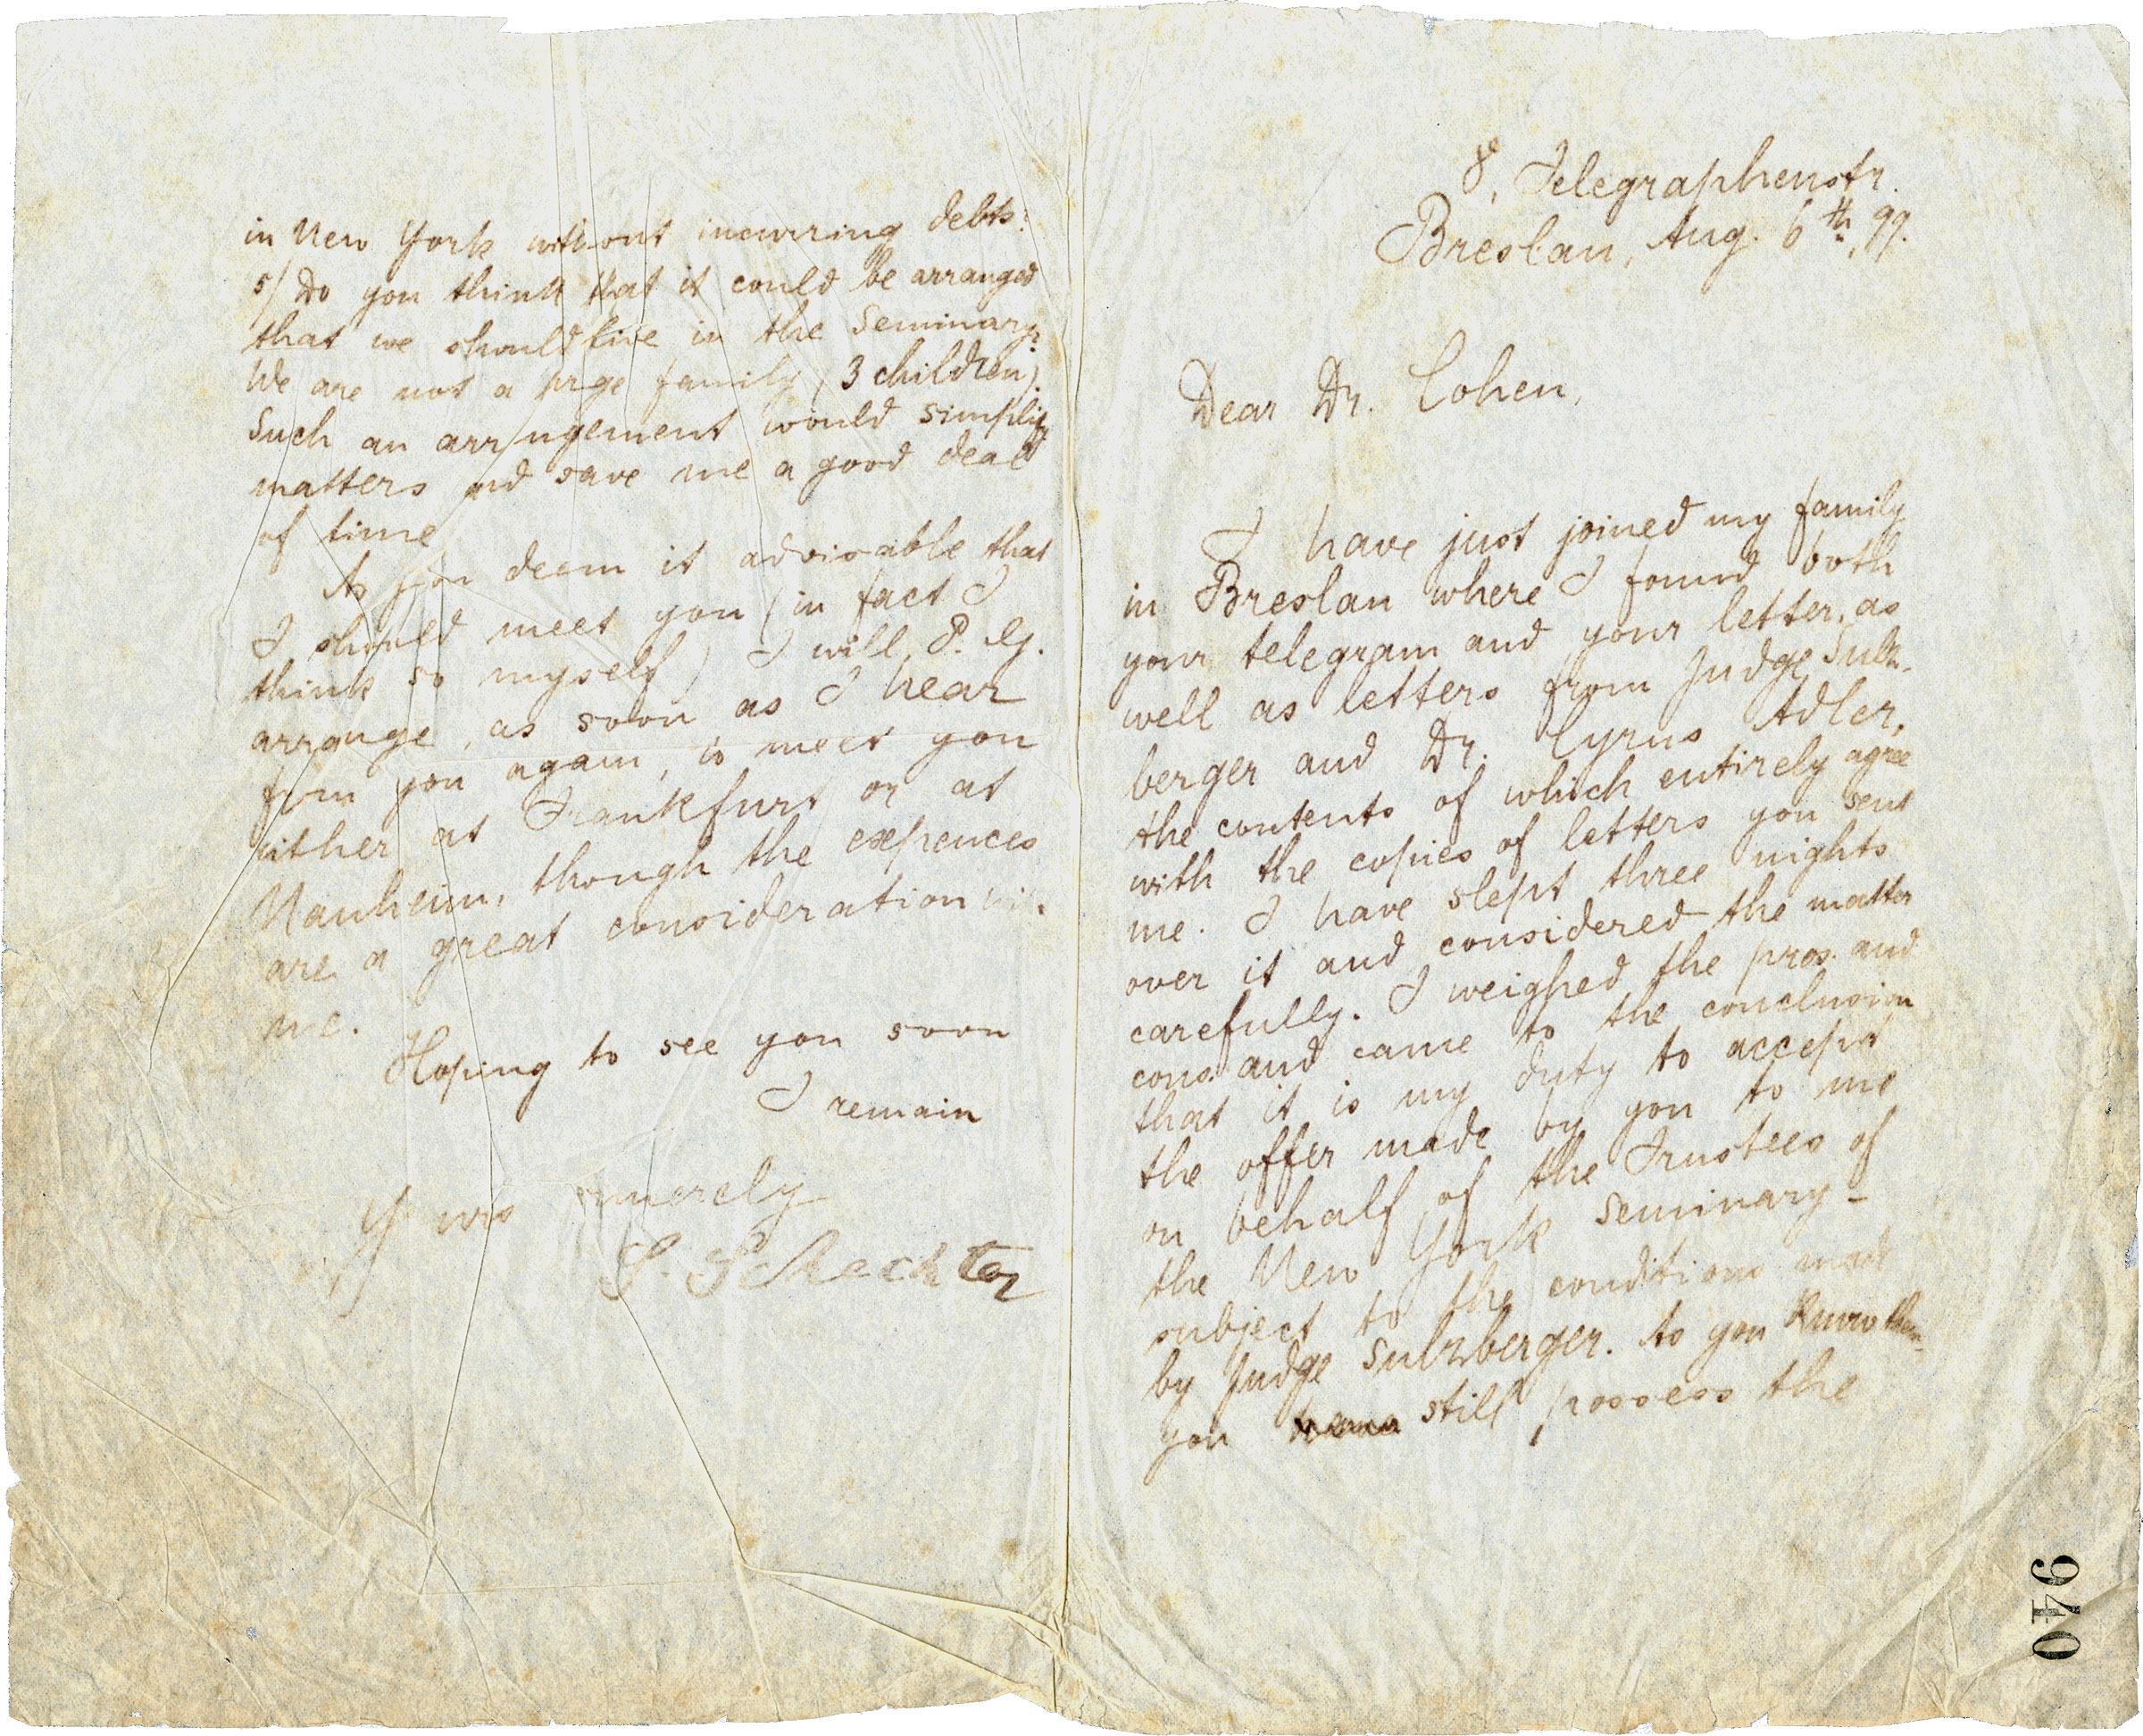 8, Telegraphenstr.
Breslau, Aug. 6th, 99.
Dear Dr. Cohen,
I have just joined my family
in Breslau where I found both
your telegram and your letter, as
well as letters from Judge Sulz-
berger and Dr. Cyrus Adler,
the contents of which entirely agree
with the copies of letters you sent
me. I have slept three nights
over it and considered the matter
carefully. I weighed the pros. and
cons. and came to the conclusion
that it is my duty to accept
the offer made by you to me
on behalf of the Trustees of
the New York Seminary -
subject to the conditions made
by Judge Sulzberger. As you know them,
you still possess the
in New York without incurring debts?
5/ Do you think that it could be arranged
that we should live in the Seminary?
We are not a large family (3 children).
Such an arrangement would simplify
matters and save me a good deal
of time
As you deem it advisable that
I should meet you (in fact I
think so myself) I will, D. G.
arrange, as soon as I hear
from you again, to meet you
either at Frankfurt or at
Manheim, though the expences
are a great consideration with
me.
Hoping to see you soon
I remain
Yours sincerely
S. Schechter
940